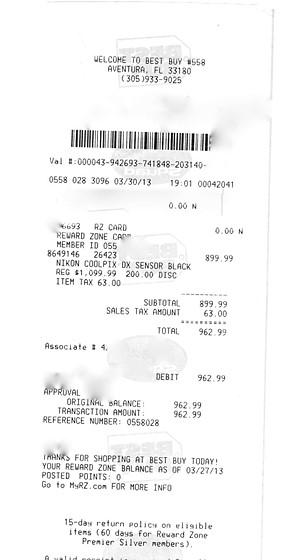 WELCOME TO BEST BUY #558
AVENTURA, FL 33180
(305)933-9025
Val #:000043-942693-741848-203140-
0558 028 3096 03/30/13 19:01 00042041
0.00 N
6693 RZ CARD 0.00 N
REWARD ZONE CARD
MEMBER ID 055
8649146 26423 899.99
NIKON COOLPIX DX SENSOR BLACK
REG $1,099.99 200.00 DISC
ITEM TAX 63.00
SUBTOTAL 899.99
SALES TAX AMOUNT 63.00
TOTAL 962.99
Associate # 4,
DEBIT 962.99
APPROVAL
ORIGINAL BALANCE: 962.99
TRANSACTION AMOUNT: 962.99
REFERENCE NUMBER: 0558028
THANKS FOR SHOPPING AT BEST BUY TODAY!
YOUR REWARD ZONE BALANCE AS OF 03/27/13
POSTED POINTS: 0
Go to MyRZ.com FOR MORE INFO
15-day return policy on eligible
items (60 days for Reward Zone
Premier Silver members).
A valid receipt